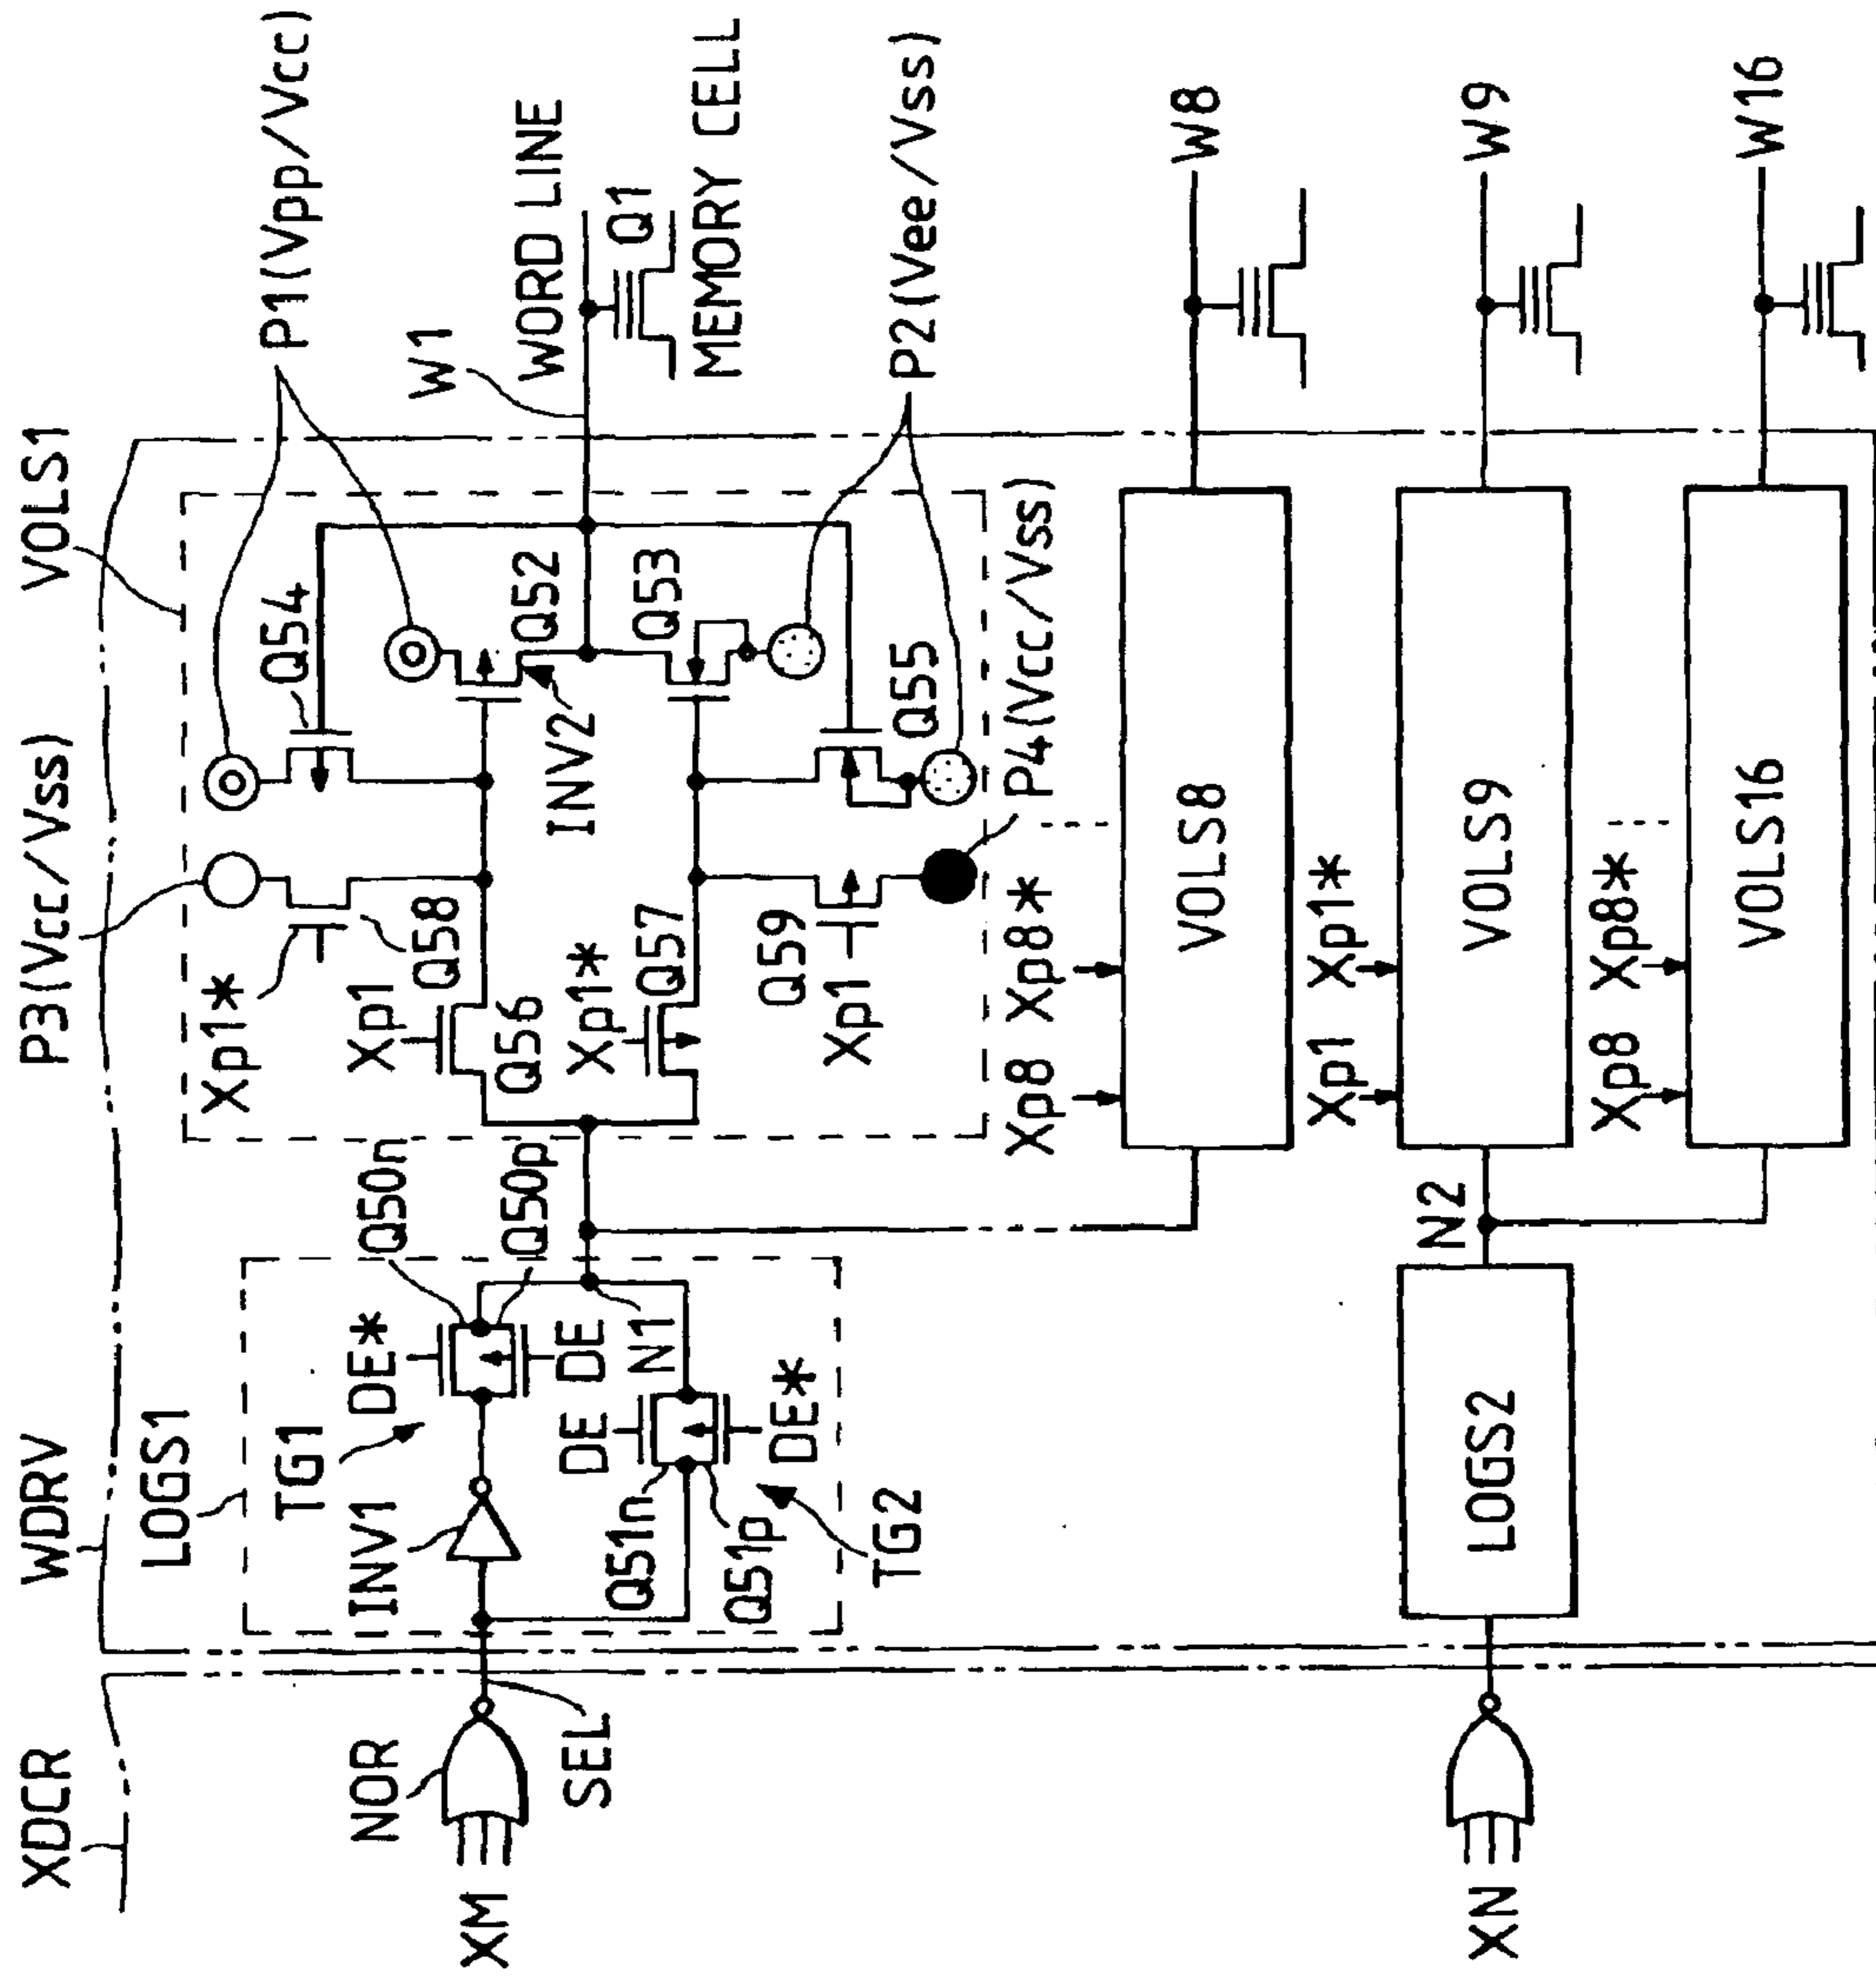 XDCR
WDRV
P3(Vcc/Vss)
VOLS1
LOGS1
Xp1*
Q54
P1(Vpp/Vcc)
NOR
TG1
DE*
Q50n
Xp1
Q58
W1
INV1
Q50p
Q56
Q52
WORD LINE
XM
SEL
DE
DE
INV2
Xp1*
Q57
Q53
Q1
N1
Q51n
Q51p
DE*
Q59
MEMORY CELL
Xp1
TG2
Q55
P2(Vee/Vss)
P4(Vcc/Vss)
Xp8
Xp8*
VOLS8
W8
Xp1
Xp1*
N2
XN
LOGS2
VOLS9
W9
Xp8
Xp8*
VOLS16
W16